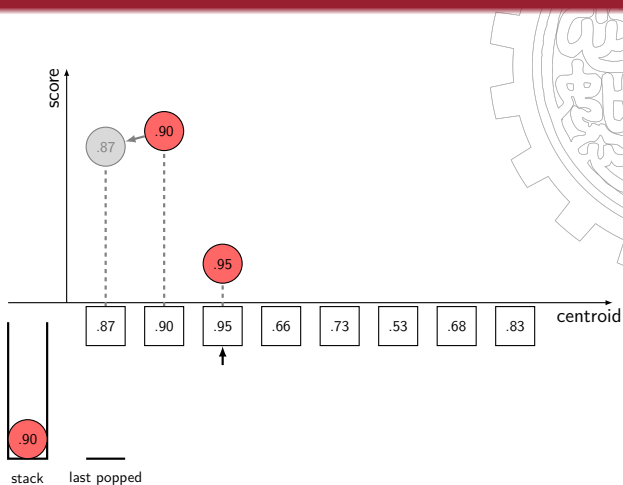 score
.87
.90
.95
centroid
.87 .90 .95 .66 .73 .53 .68 .83
.90
stack last popped